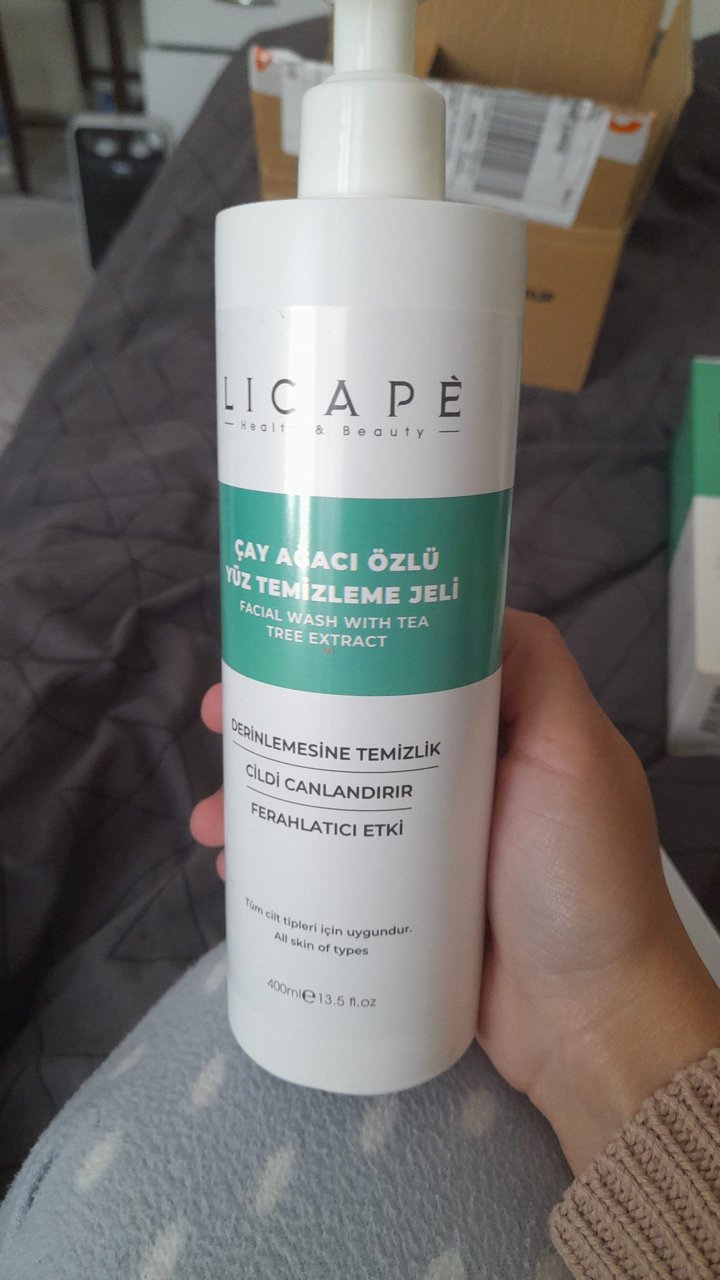 LICAPÈ
Health & Beauty
ÇAY AĞACI ÖZLÜ
YÜZ TEMİZLEME JELİ
FACIAL WASH WITH TEA
TREE EXTRACT
DERİNLEMESİNE TEMİZLİK
CİLDİ CANLANDIRIR
FERAHLATICI ETKİ
Tüm cilt tipleri için uygundur.
All skin of types
400ml℮13.5 fl.oz